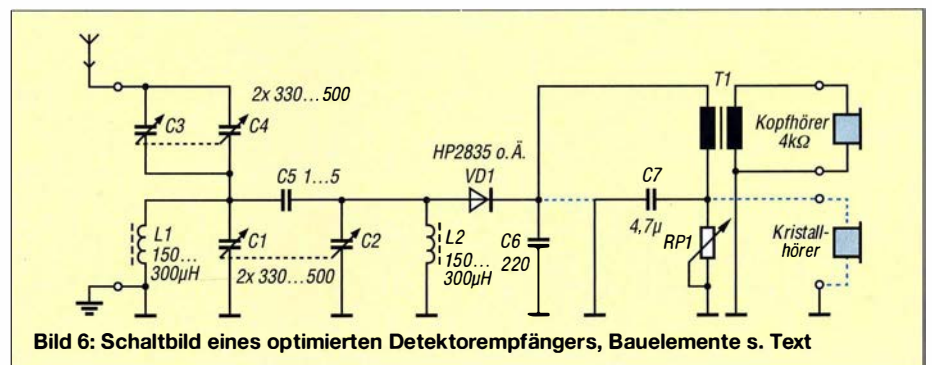 2x 330...500
C3
C4
T1
Kopfhörer
4kΩ
HP2835 o.Ä.
VD1
C5 1...5
C7
4,7µ
L1
150...
300µH
C1
C2
2x 330...500
L2
150...
300µH
C6
220
RP1
Kristall-
hörer
Bild 6: Schaltbild eines optimierten Detektorempfängers, Bauelemente s. Text